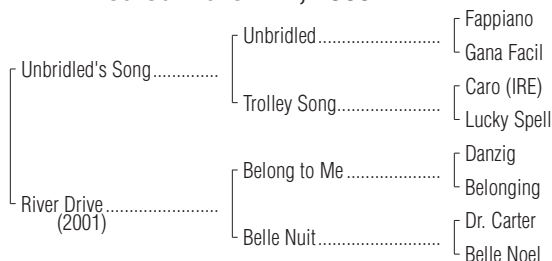 Fappiano
Unbridled
Gana Facil
Unbridled's Song
Caro (IRE)
Trolley Song
Lucky Spell
Danzig
Belong to Me
Belonging
River Drive
(2001)
Dr. Carter
Belle Nuit
Belle Noel